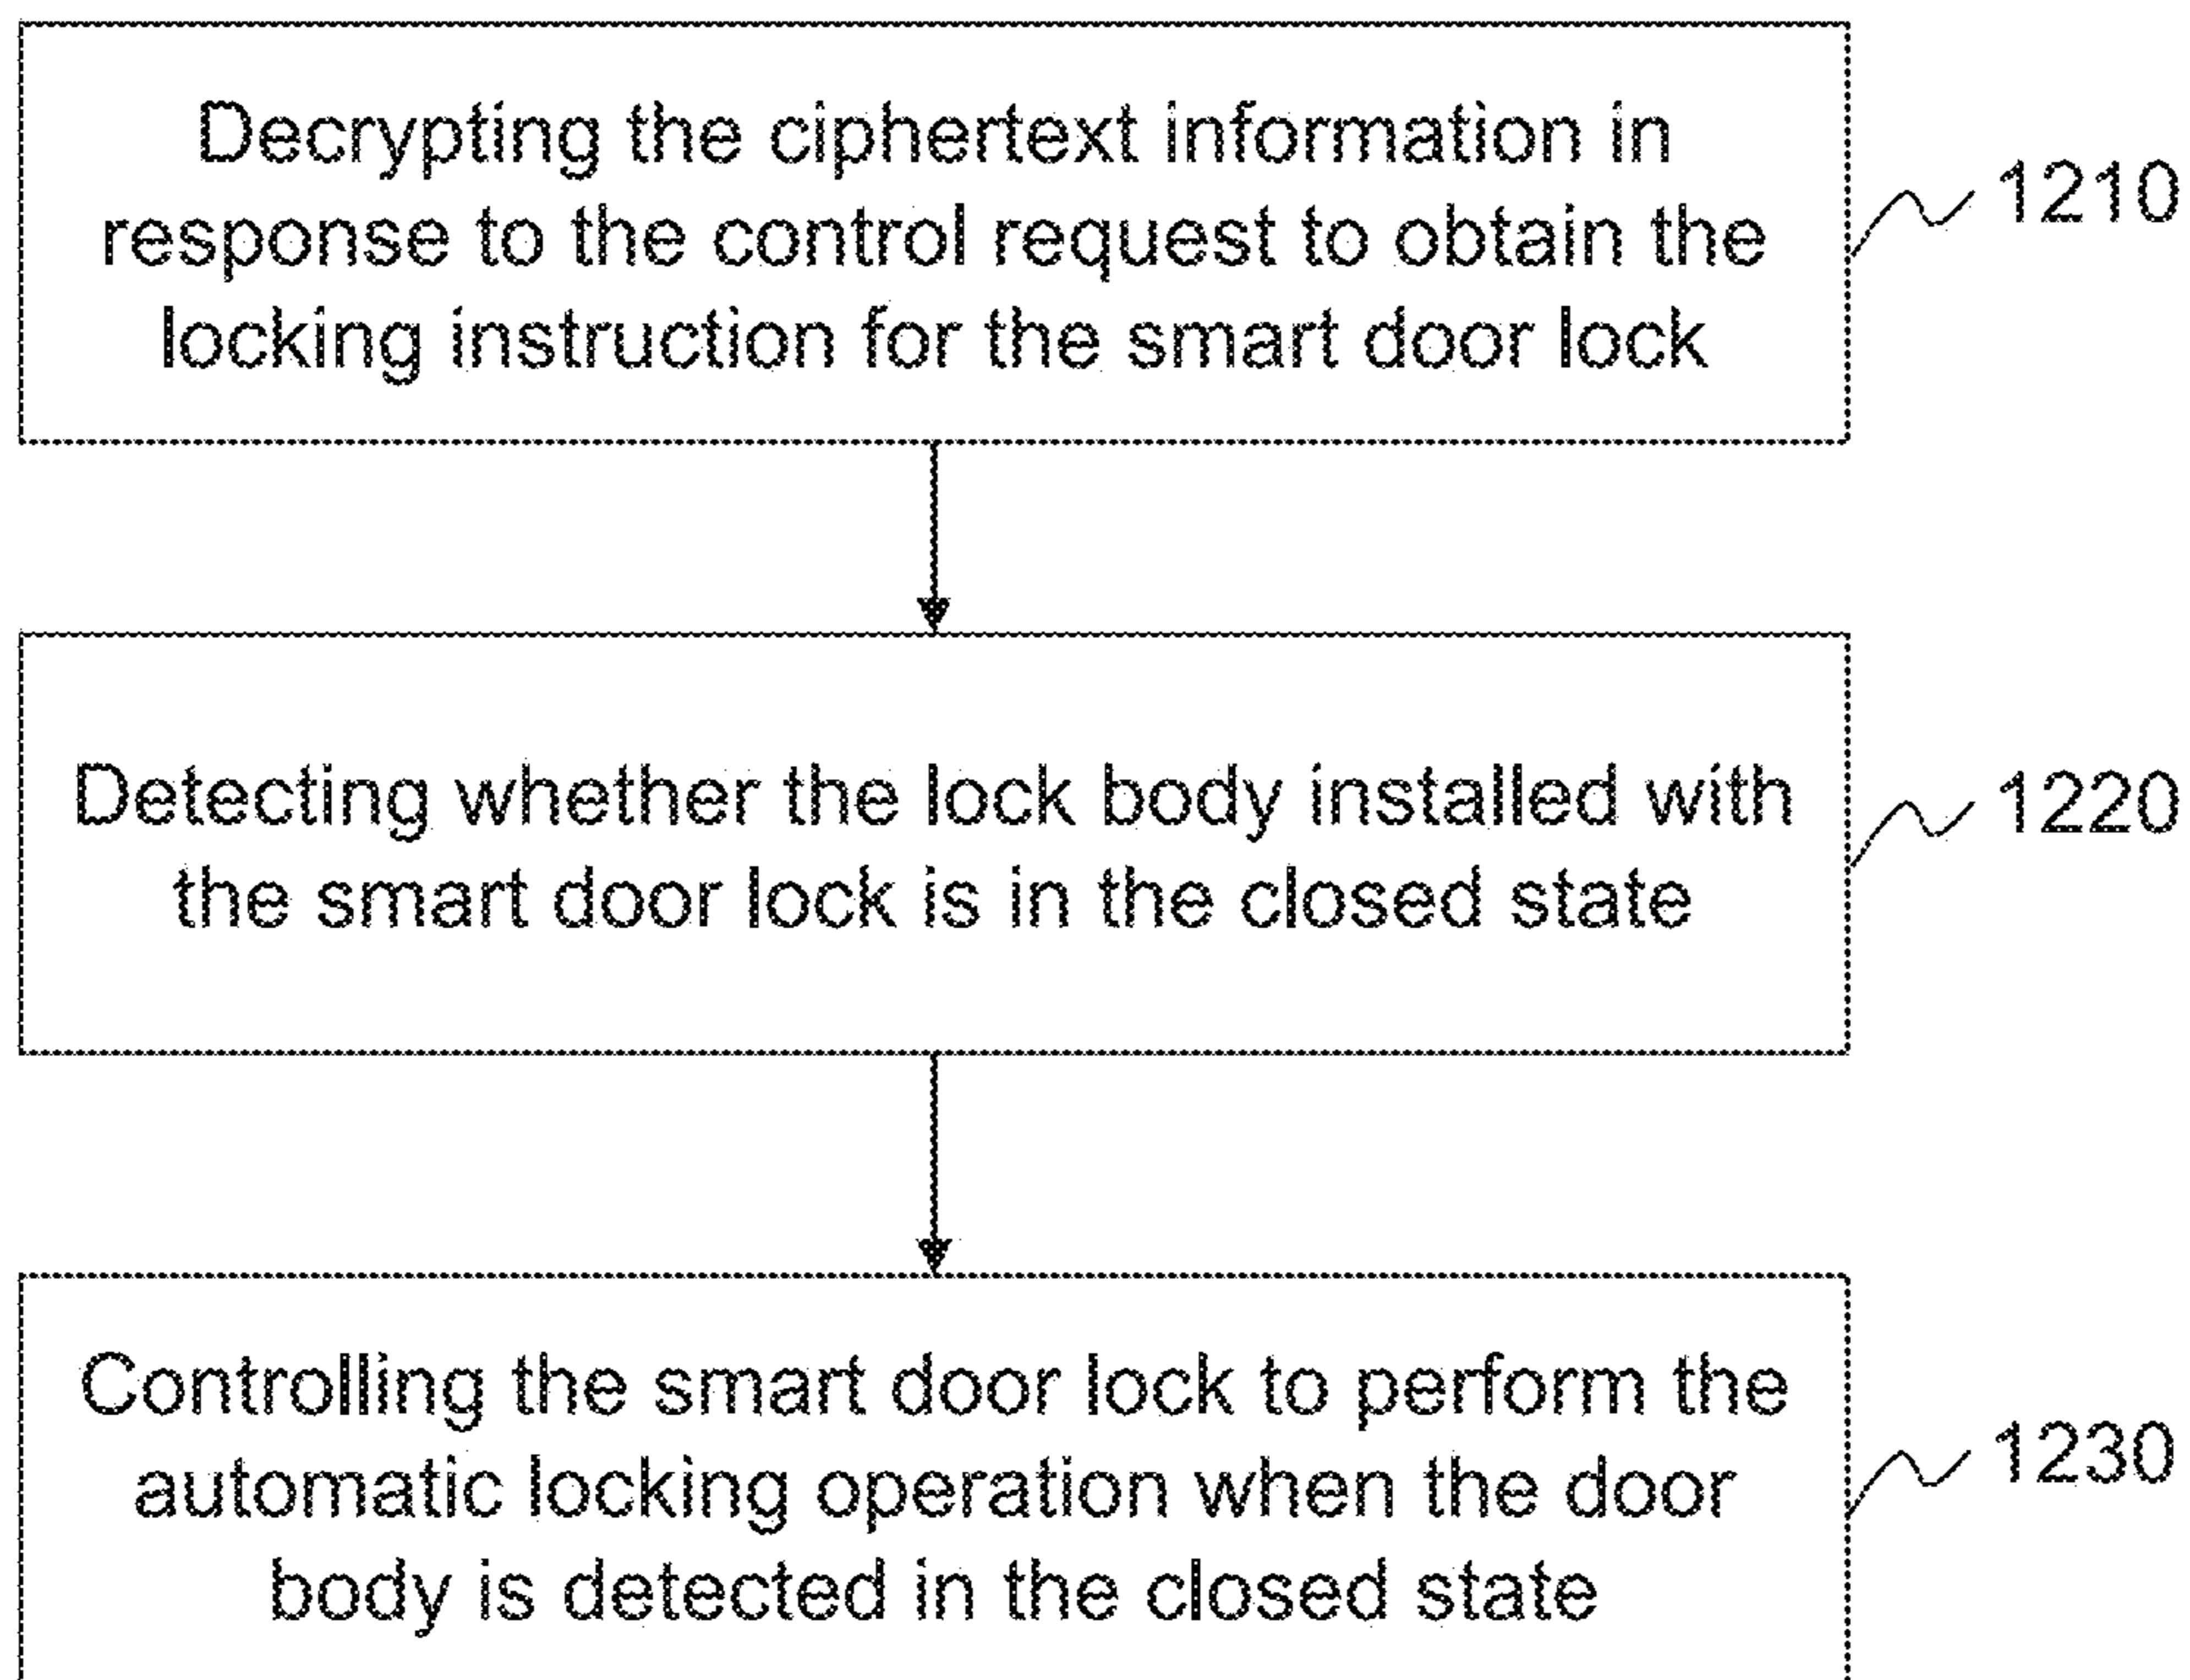 Decrypting the ciphertext information in
response to the control request to obtain the
locking instruction for the smart door lock
1210
Detecting whether the lock body installed with
the smart door lock is in the closed state
1220
Controlling the smart door lock to perform the
automatic locking operation when the door
body is detected in the closed state
1230